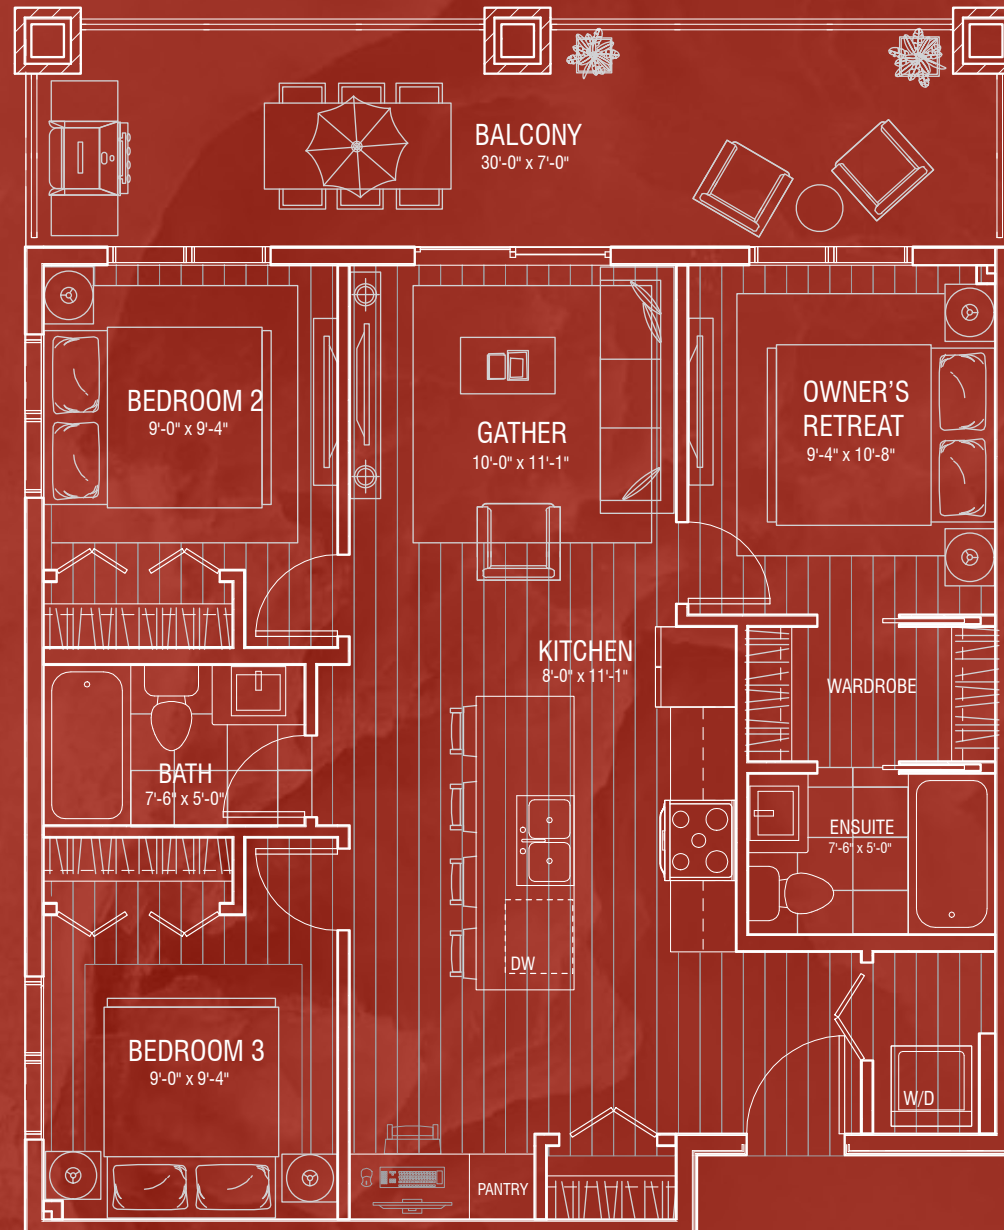 BALCONY
30'-0" x 7'-0"
BEDROOM 2
9'-0" x 9'-4"
GATHER
10'-0" x 11'-1"
OWNER'S
RETREAT
9'-4" x 10'-8"
KITCHEN
8'-0" x 11'-1"
WARDROBE
BATH
7'-6" x 5'-0"
ENSUITE
7'-6" x 5'-0"
DW
BEDROOM 3
9'-0" x 9'-4"
W/D
PANTRY